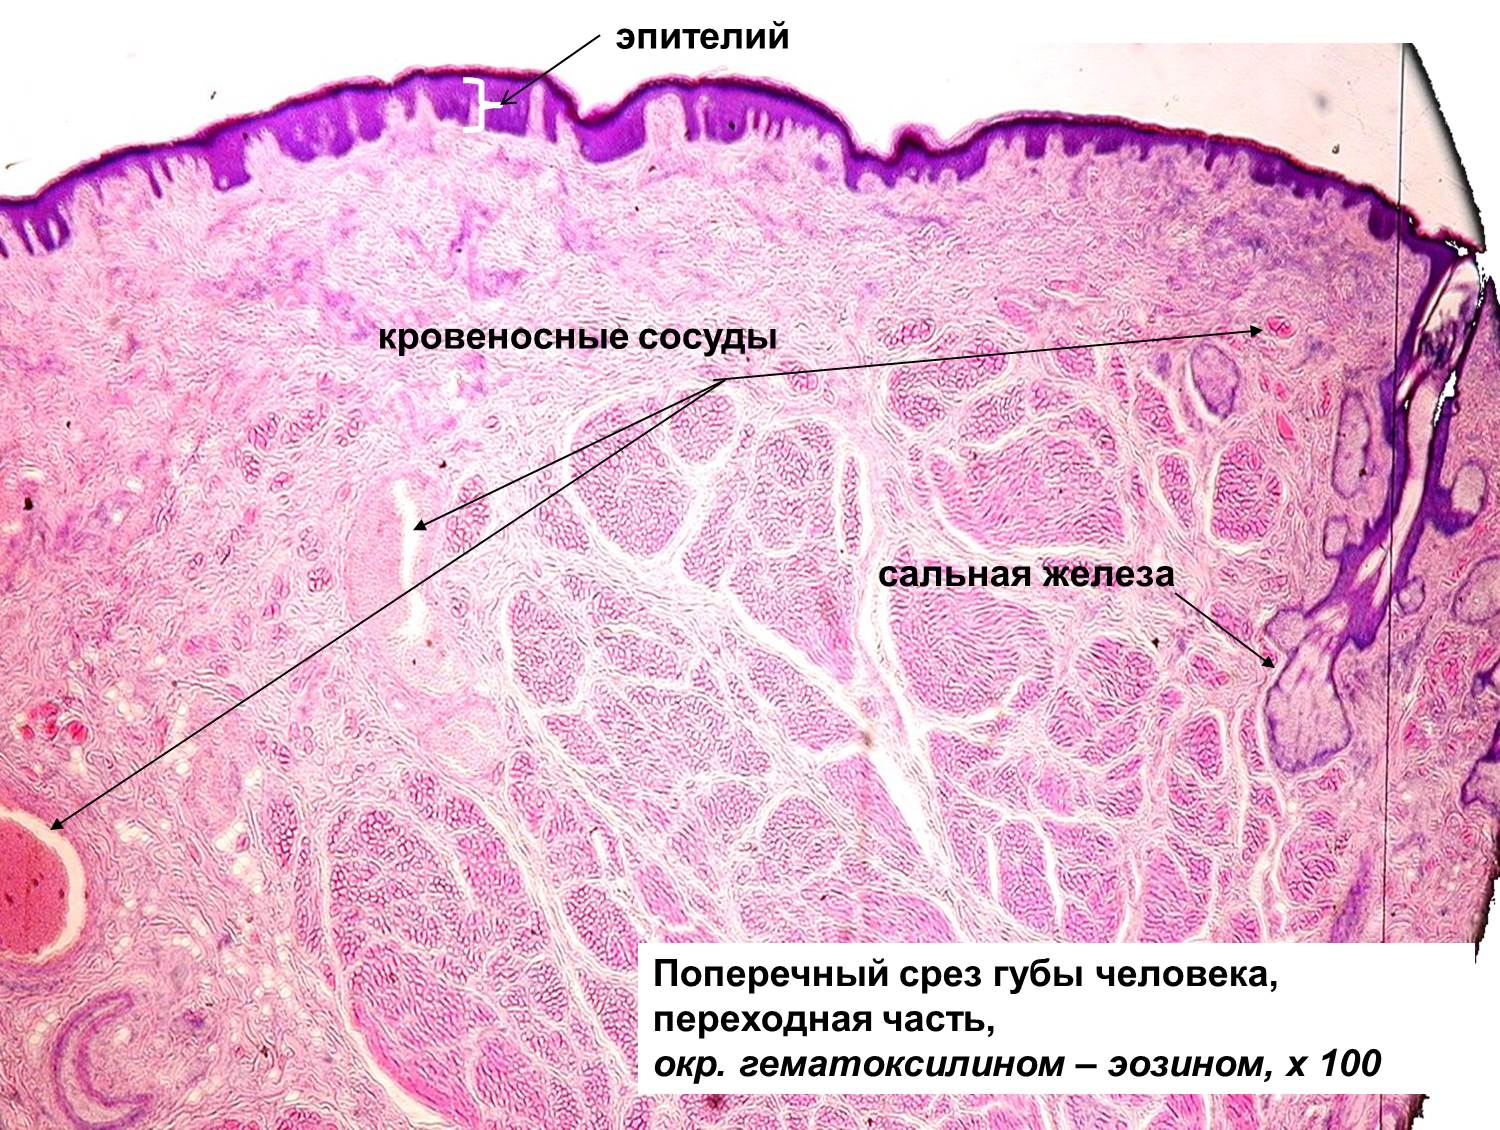 эпителий
кровеносные сосуды
сальная железа
Поперечный срез губы человека,
переходная часть,
окр. гематоксилином – эозином, х 100